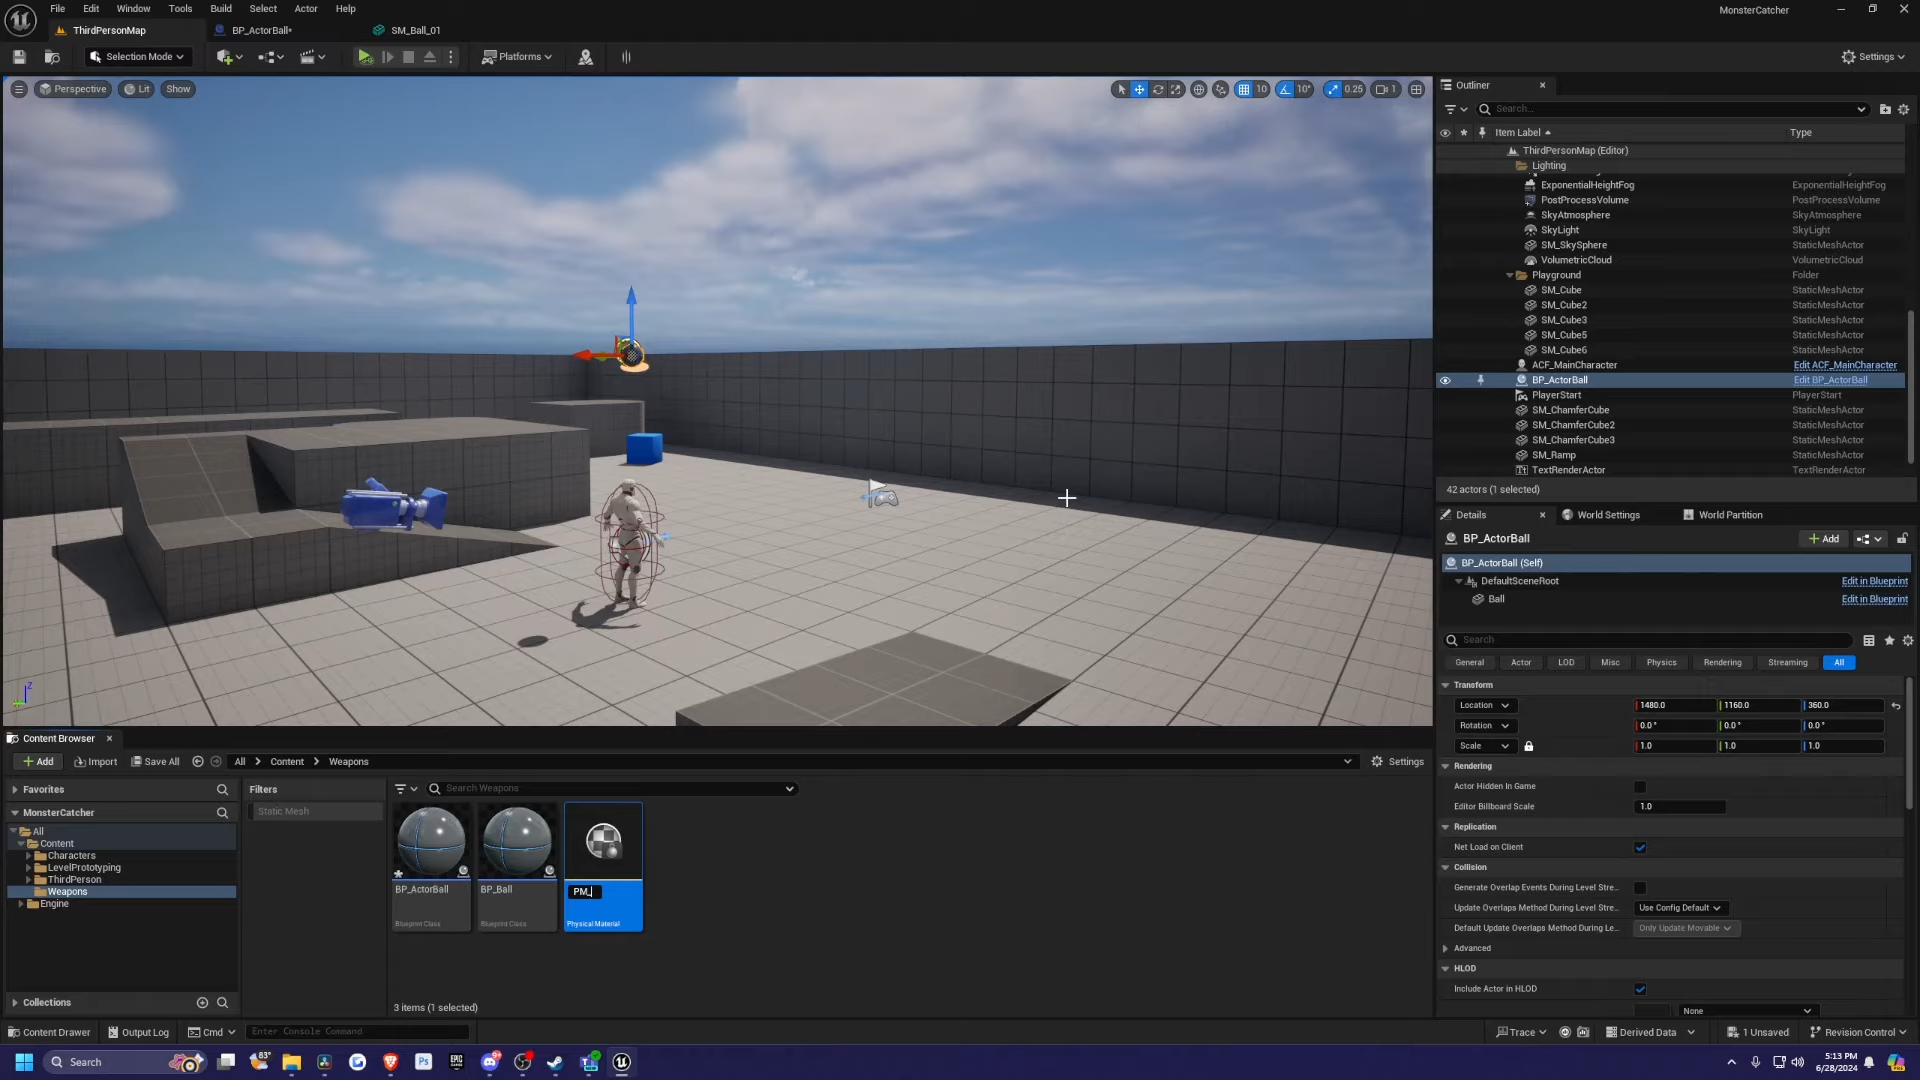 File Edit Window Tools Build Select Actor Help
MonsterCatcher
ThirdPersonMap BP_ActorBall* SM_Ball_01
Selection Mode Platforms Settings
Perspective Lit Show
10 10° 0.25 1
Z
Outliner
Search...
Item Label Type
ThirdPersonMap (Editor)
Lighting
ExponentialHeightFog ExponentialHeightFog
PostProcessVolume PostProcessVolume
SkyAtmosphere SkyAtmosphere
SkyLight SkyLight
SM_SkySphere StaticMeshActor
VolumetricCloud VolumetricCloud
Playground Folder
SM_Cube StaticMeshActor
SM_Cube2 StaticMeshActor
SM_Cube3 StaticMeshActor
SM_Cube5 StaticMeshActor
SM_Cube6 StaticMeshActor
ACF_MainCharacter Edit ACF_MainCharacter
BP_ActorBall Edit BP_ActorBall
PlayerStart PlayerStart
SM_ChamferCube StaticMeshActor
SM_ChamferCube2 StaticMeshActor
SM_ChamferCube3 StaticMeshActor
SM_Ramp StaticMeshActor
TextRenderActor TextRenderActor
42 actors (1 selected)
Details World Settings World Partition
BP_ActorBall Add
BP_ActorBall (Self)
DefaultSceneRoot Edit in Blueprint
Ball Edit in Blueprint
Search
General Actor LOD Misc Physics Rendering Streaming All
Transform
Location 1480.0 1160.0 360.0
Rotation 0.0 ° 0.0 ° 0.0 °
Scale 1.0 1.0 1.0
Rendering
Actor Hidden In Game
Editor Billboard Scale 1.0
Replication
Net Load on Client
Collision
Generate Overlap Events During Level Stre...
Update Overlaps Method During Level Stre... Use Config Default
Default Update Overlaps Method During Le... Only Update Movable
Advanced
HLOD
Include Actor in HLOD
None
Content Browser
Add Import Save All All > Content > Weapons Settings
Favorites Filters Search Weapons
MonsterCatcher
Static Mesh
All
Content
Characters
LevelPrototyping
ThirdPerson
Weapons
Engine
BP_ActorBall BP_Ball PM_
Blueprint Class Blueprint Class Physical Material
Collections
3 items (1 selected)
Content Drawer Output Log Cmd Enter Console Command Trace Derived Data 1 Unsaved Revision Control
Search 83° Ps EPIC 5:13 PM
6/28/2024